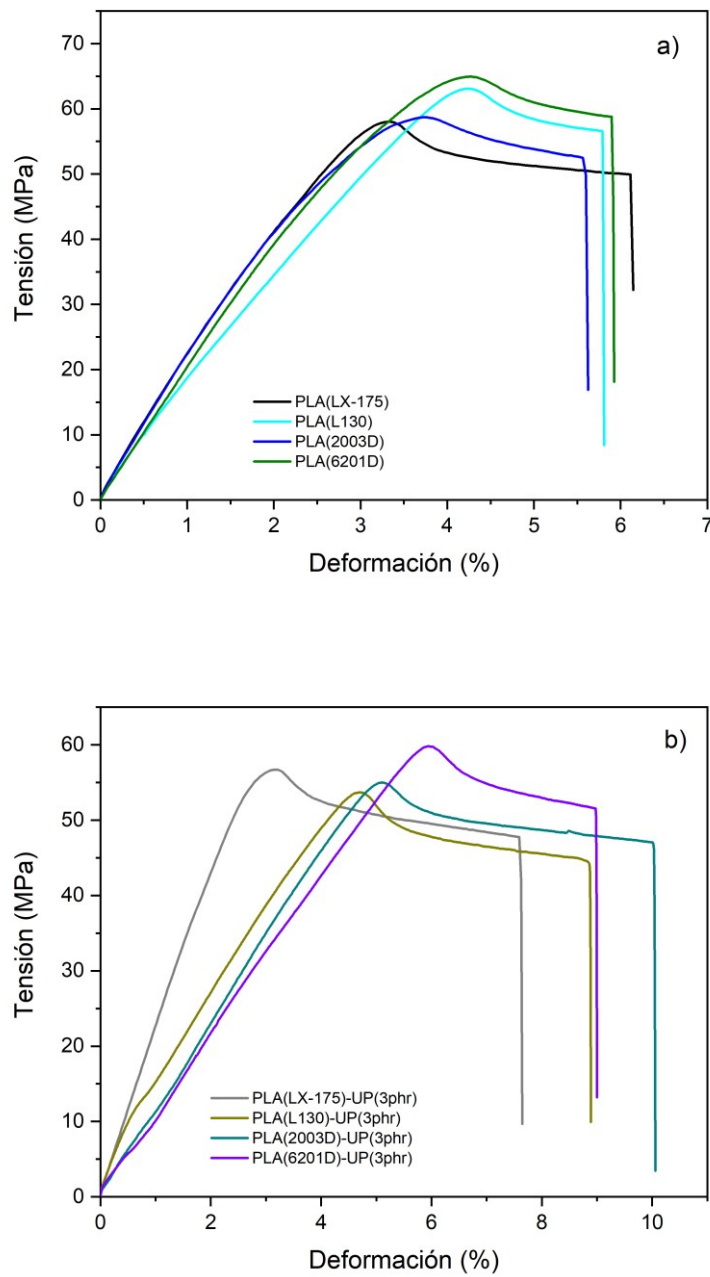 a)
70
60
50
40
30
20
10
0
Tensión (MPa)
PLA(LX-175)
PLA(L130)
PLA(2003D)
PLA(6201D)
0 1 2 3 4 5 6 7
Deformación (%)
b)
60
50
40
30
20
10
0
Tensión (MPa)
PLA(LX-175)-UP(3phr)
PLA(L130)-UP(3phr)
PLA(2003D)-UP(3phr)
PLA(6201D)-UP(3phr)
0 2 4 6 8 10
Deformación (%)